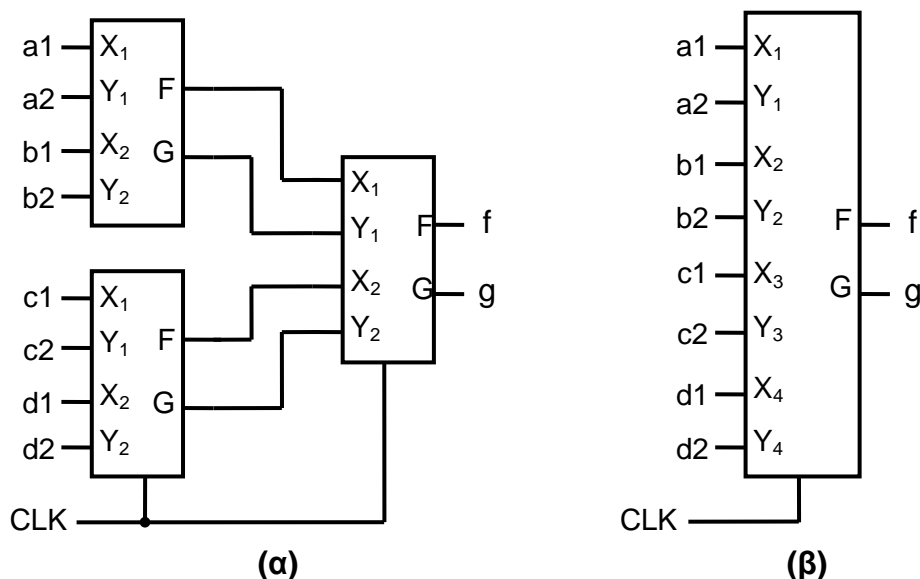 a1 X₁
a2 Y₁ F
b1 X₂ G
b2 Y₂
c1 X₁
c2 Y₁ F
d1 X₂ G
d2 Y₂
X₁
Y₁ F f
X₂ G g
Y₂
CLK
(α)
a1 X₁
a2 Y₁
b1 X₂
b2 Y₂ F f
c1 X₃ G g
c2 Y₃
d1 X₄
d2 Y₄
CLK
(β)